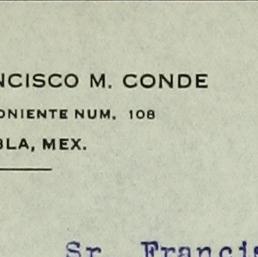 NCISCO M. CONDE
ONIENTE NUM. 108
BLA, MEX.
Sr. Francis